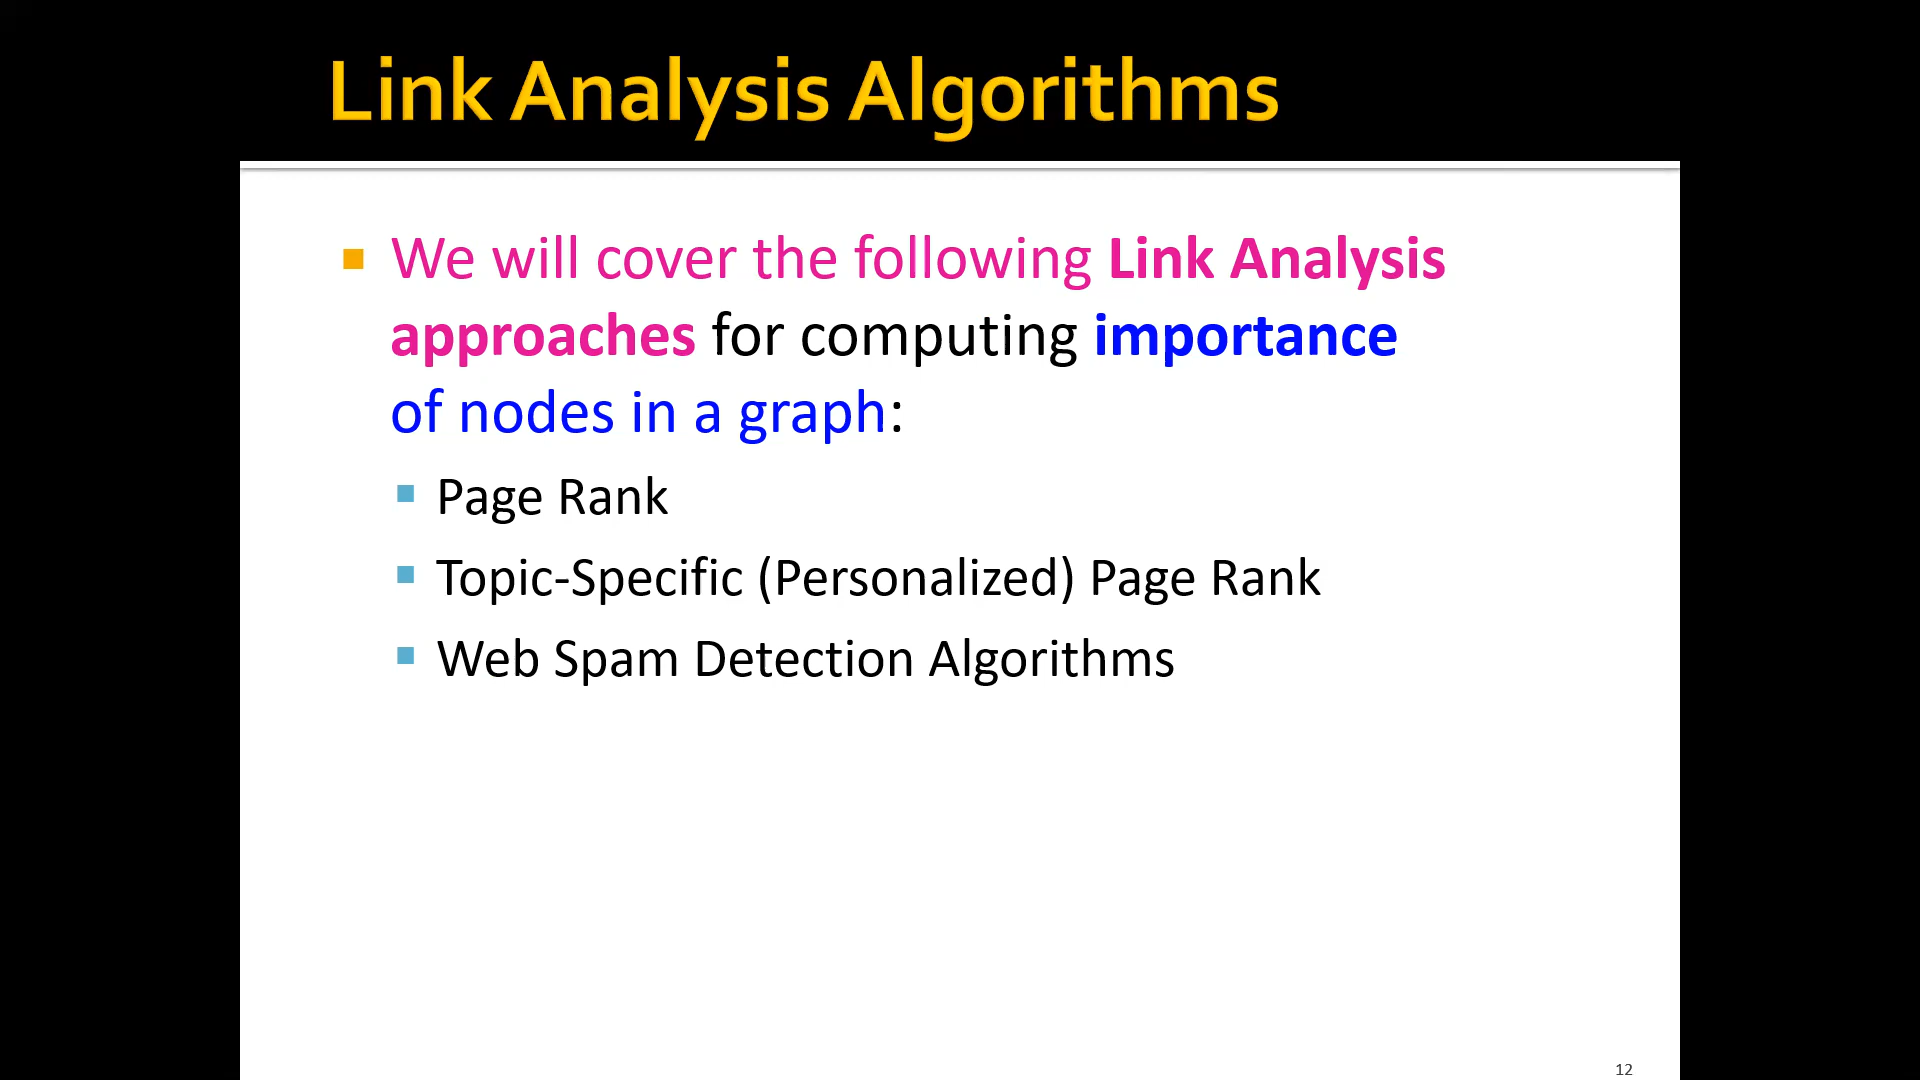 Link Analysis Algorithms
We will cover the following Link Analysis
approaches for computing importance
of nodes in a graph:
Page Rank
Topic-Specific (Personalized) Page Rank
Web Spam Detection Algorithms
12